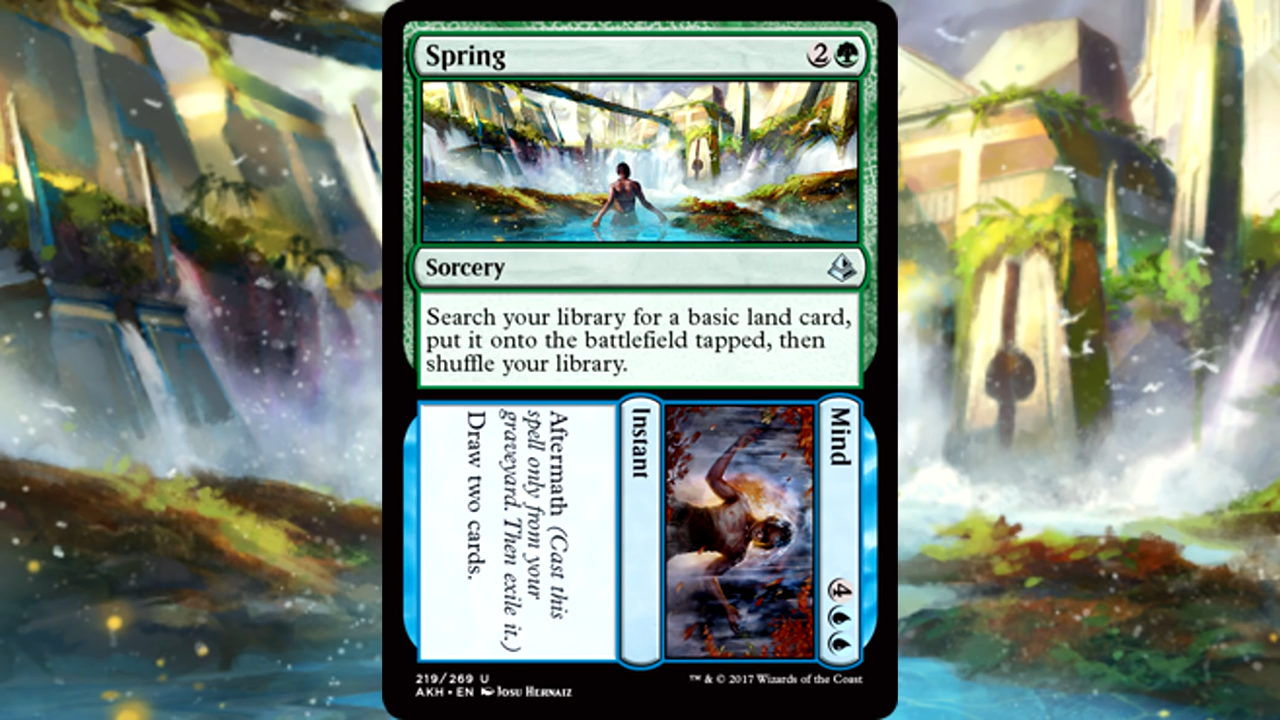 Spring 2
Sorcery
Search your library for a basic land card,
put it onto the battlefield tapped, then
shuffle your library.
Mind 4
Instant
Aftermath (Cast this
spell only from your
graveyard. Then exile it.)
Draw two cards.
219/269 U
AKH • EN Josu Hernaiz
™ & © 2017 Wizards of the Coast